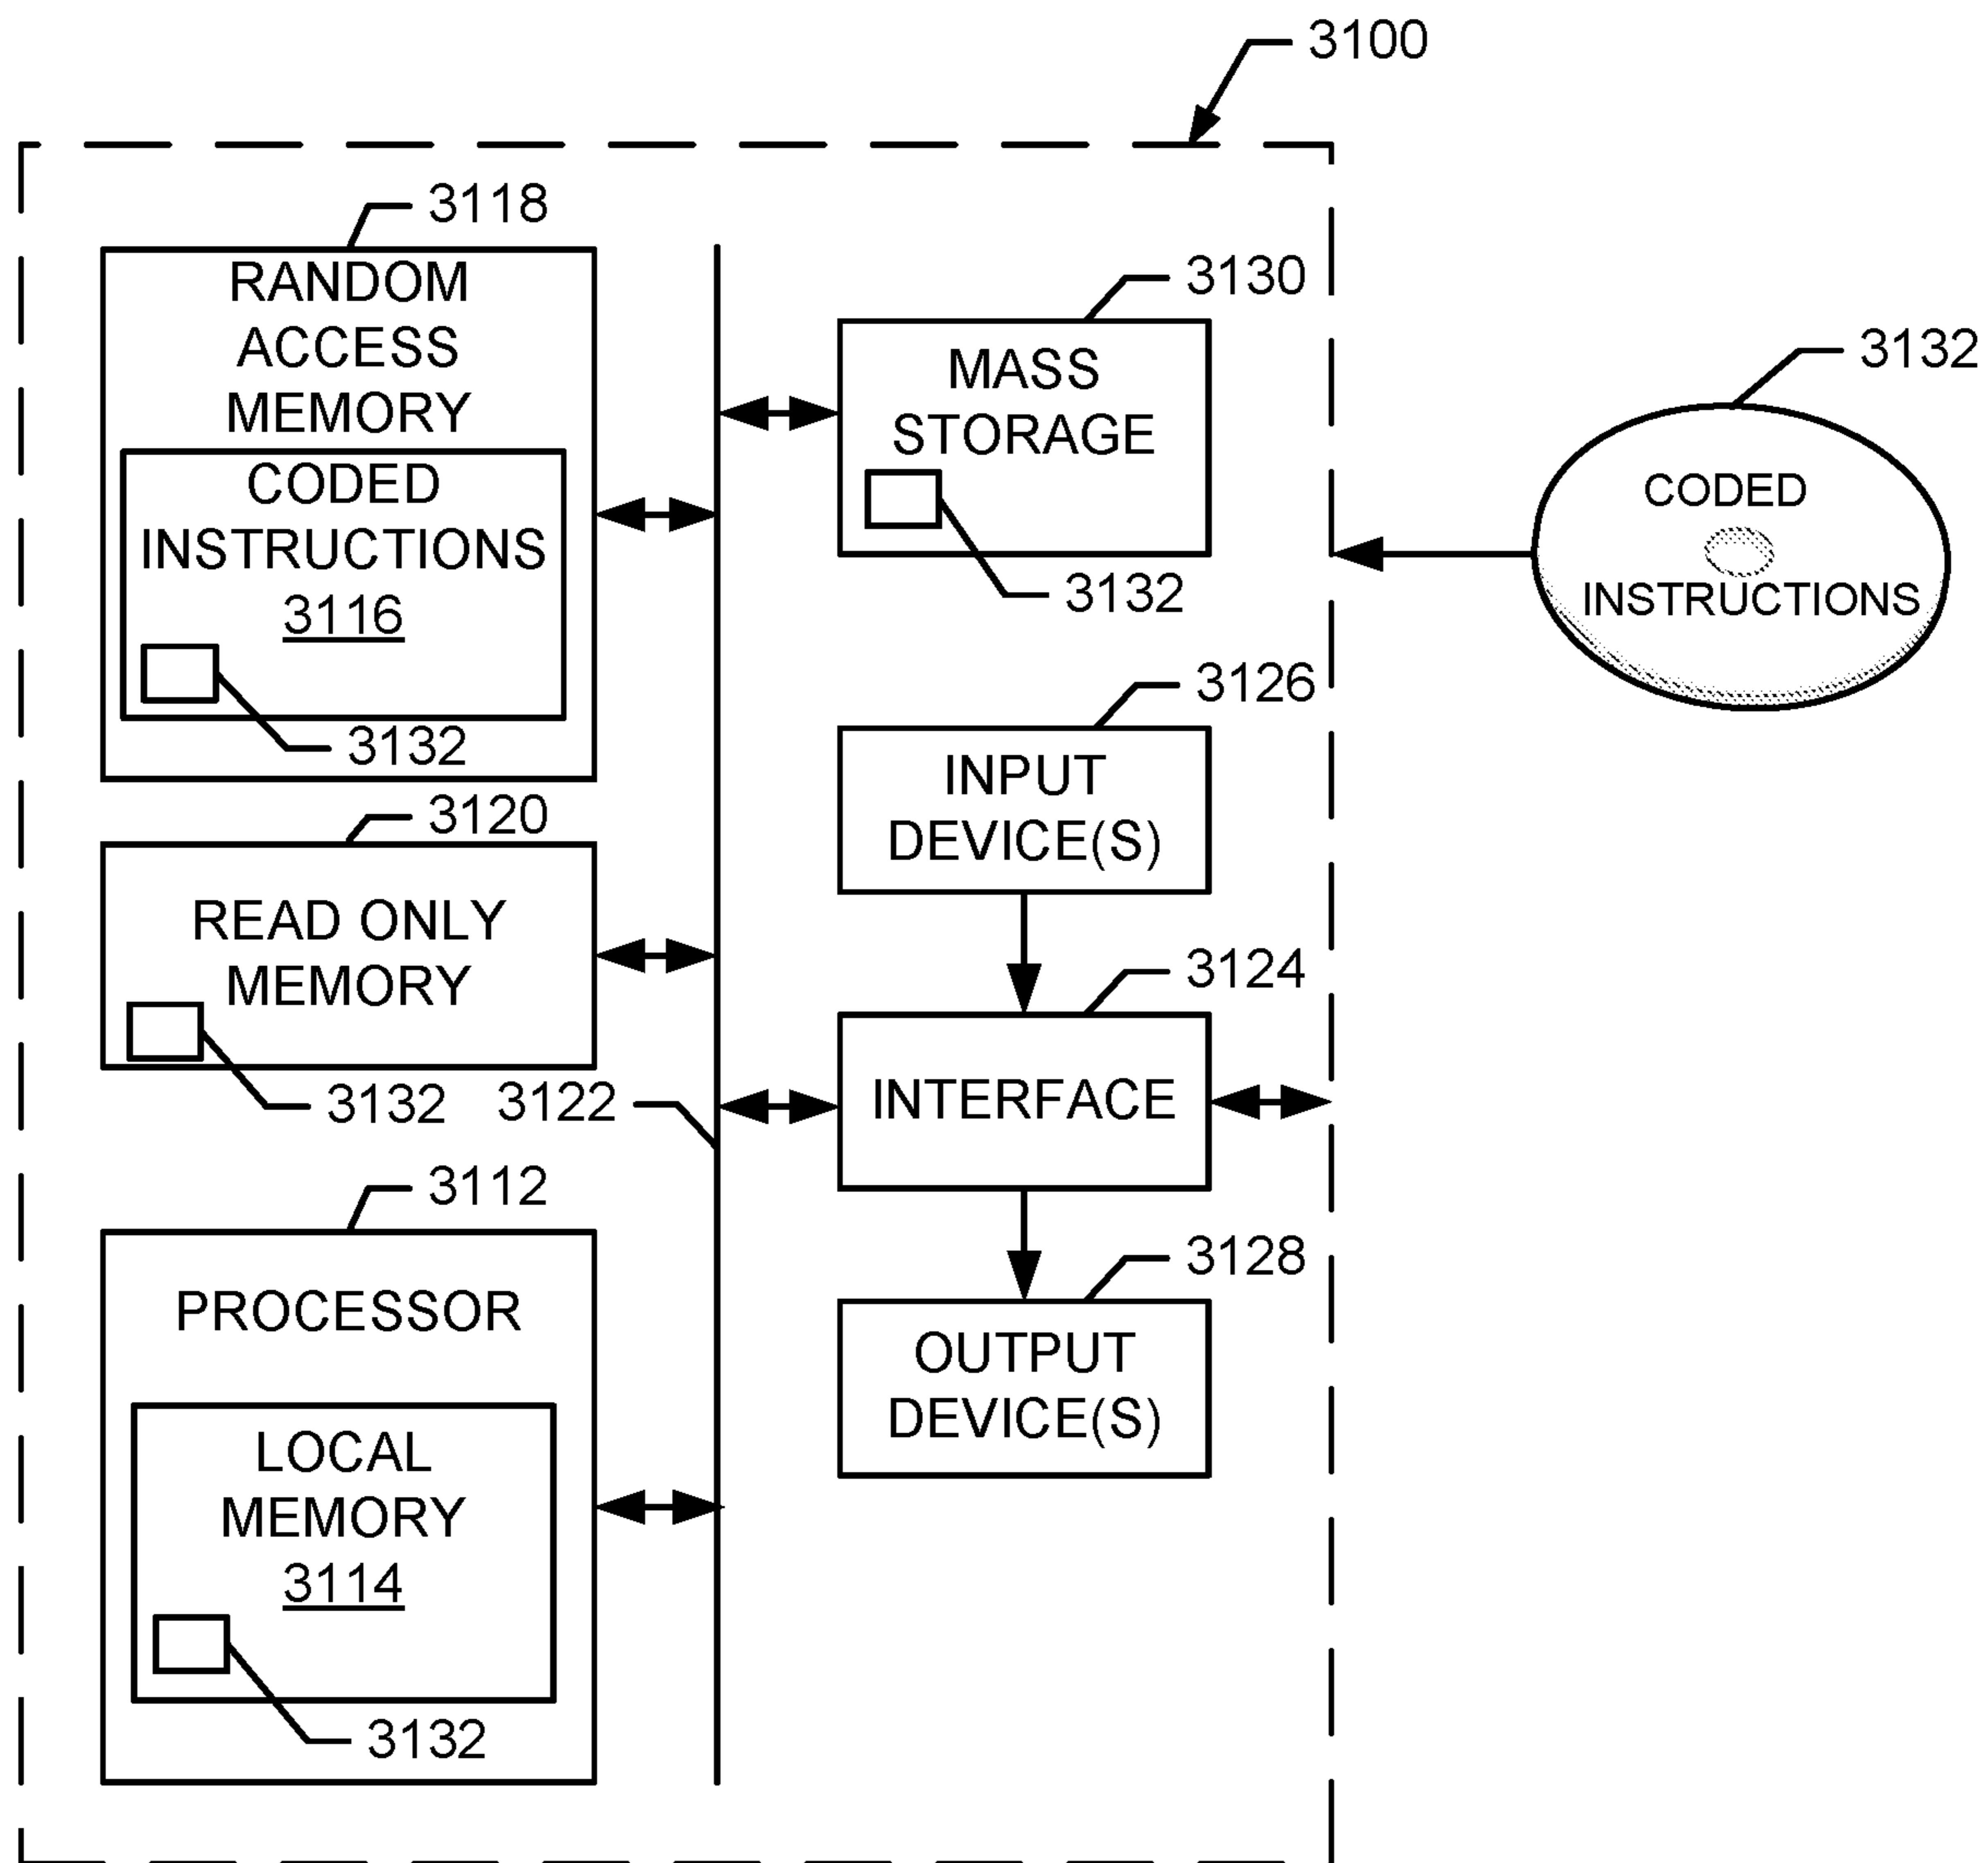 3100
3118
RANDOM
ACCESS
MEMORY
CODED
INSTRUCTIONS
3116
3132
3120
READ ONLY
MEMORY
3132
3122
3112
PROCESSOR
LOCAL
MEMORY
3114
3132
3130
MASS
STORAGE
3132
3126
INPUT
DEVICE(S)
3124
INTERFACE
3128
OUTPUT
DEVICE(S)
3132
CODED
INSTRUCTIONS